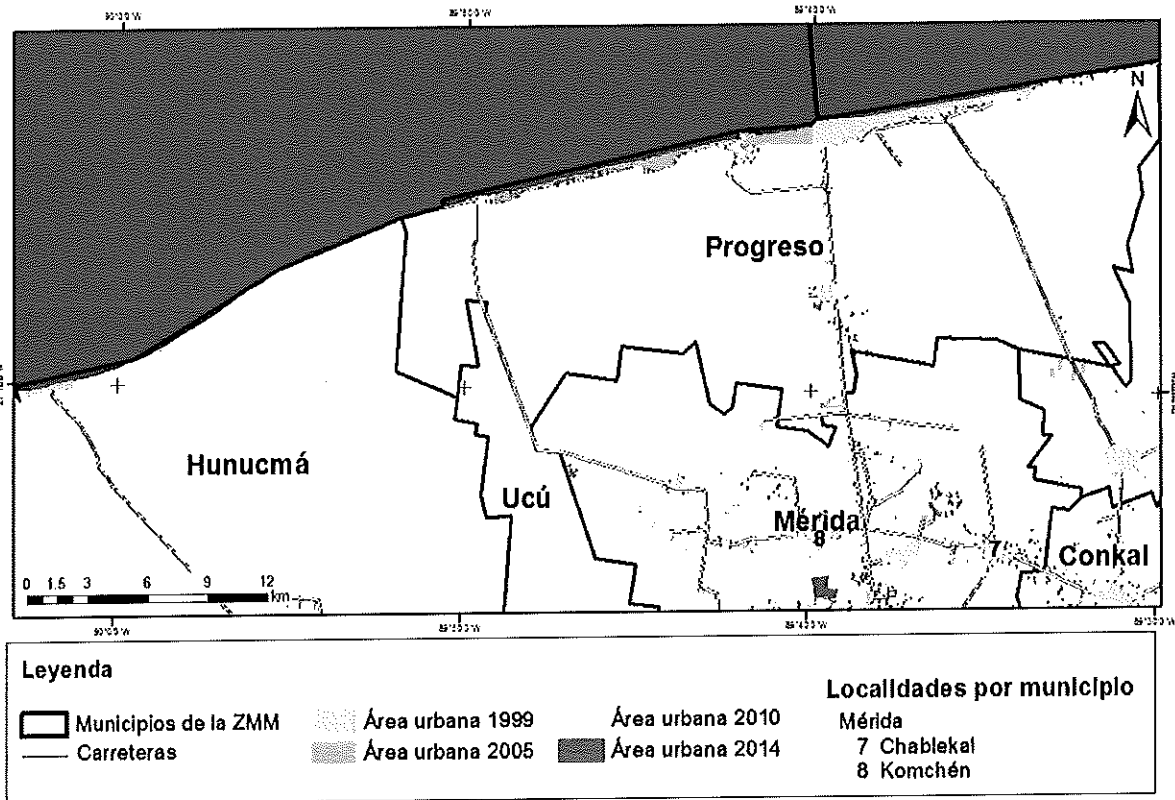 N
Progreso
Hunucmá
Ucú
Mérida
8
7
Conkal
0 1.5 3 6 9 12
km
Leyenda
Municipios de la ZMM
Carreteras
Área urbana 1999
Área urbana 2005
Área urbana 2010
Área urbana 2014
Localidades por municipio
Mérida
7 Chablekal
8 Komchén